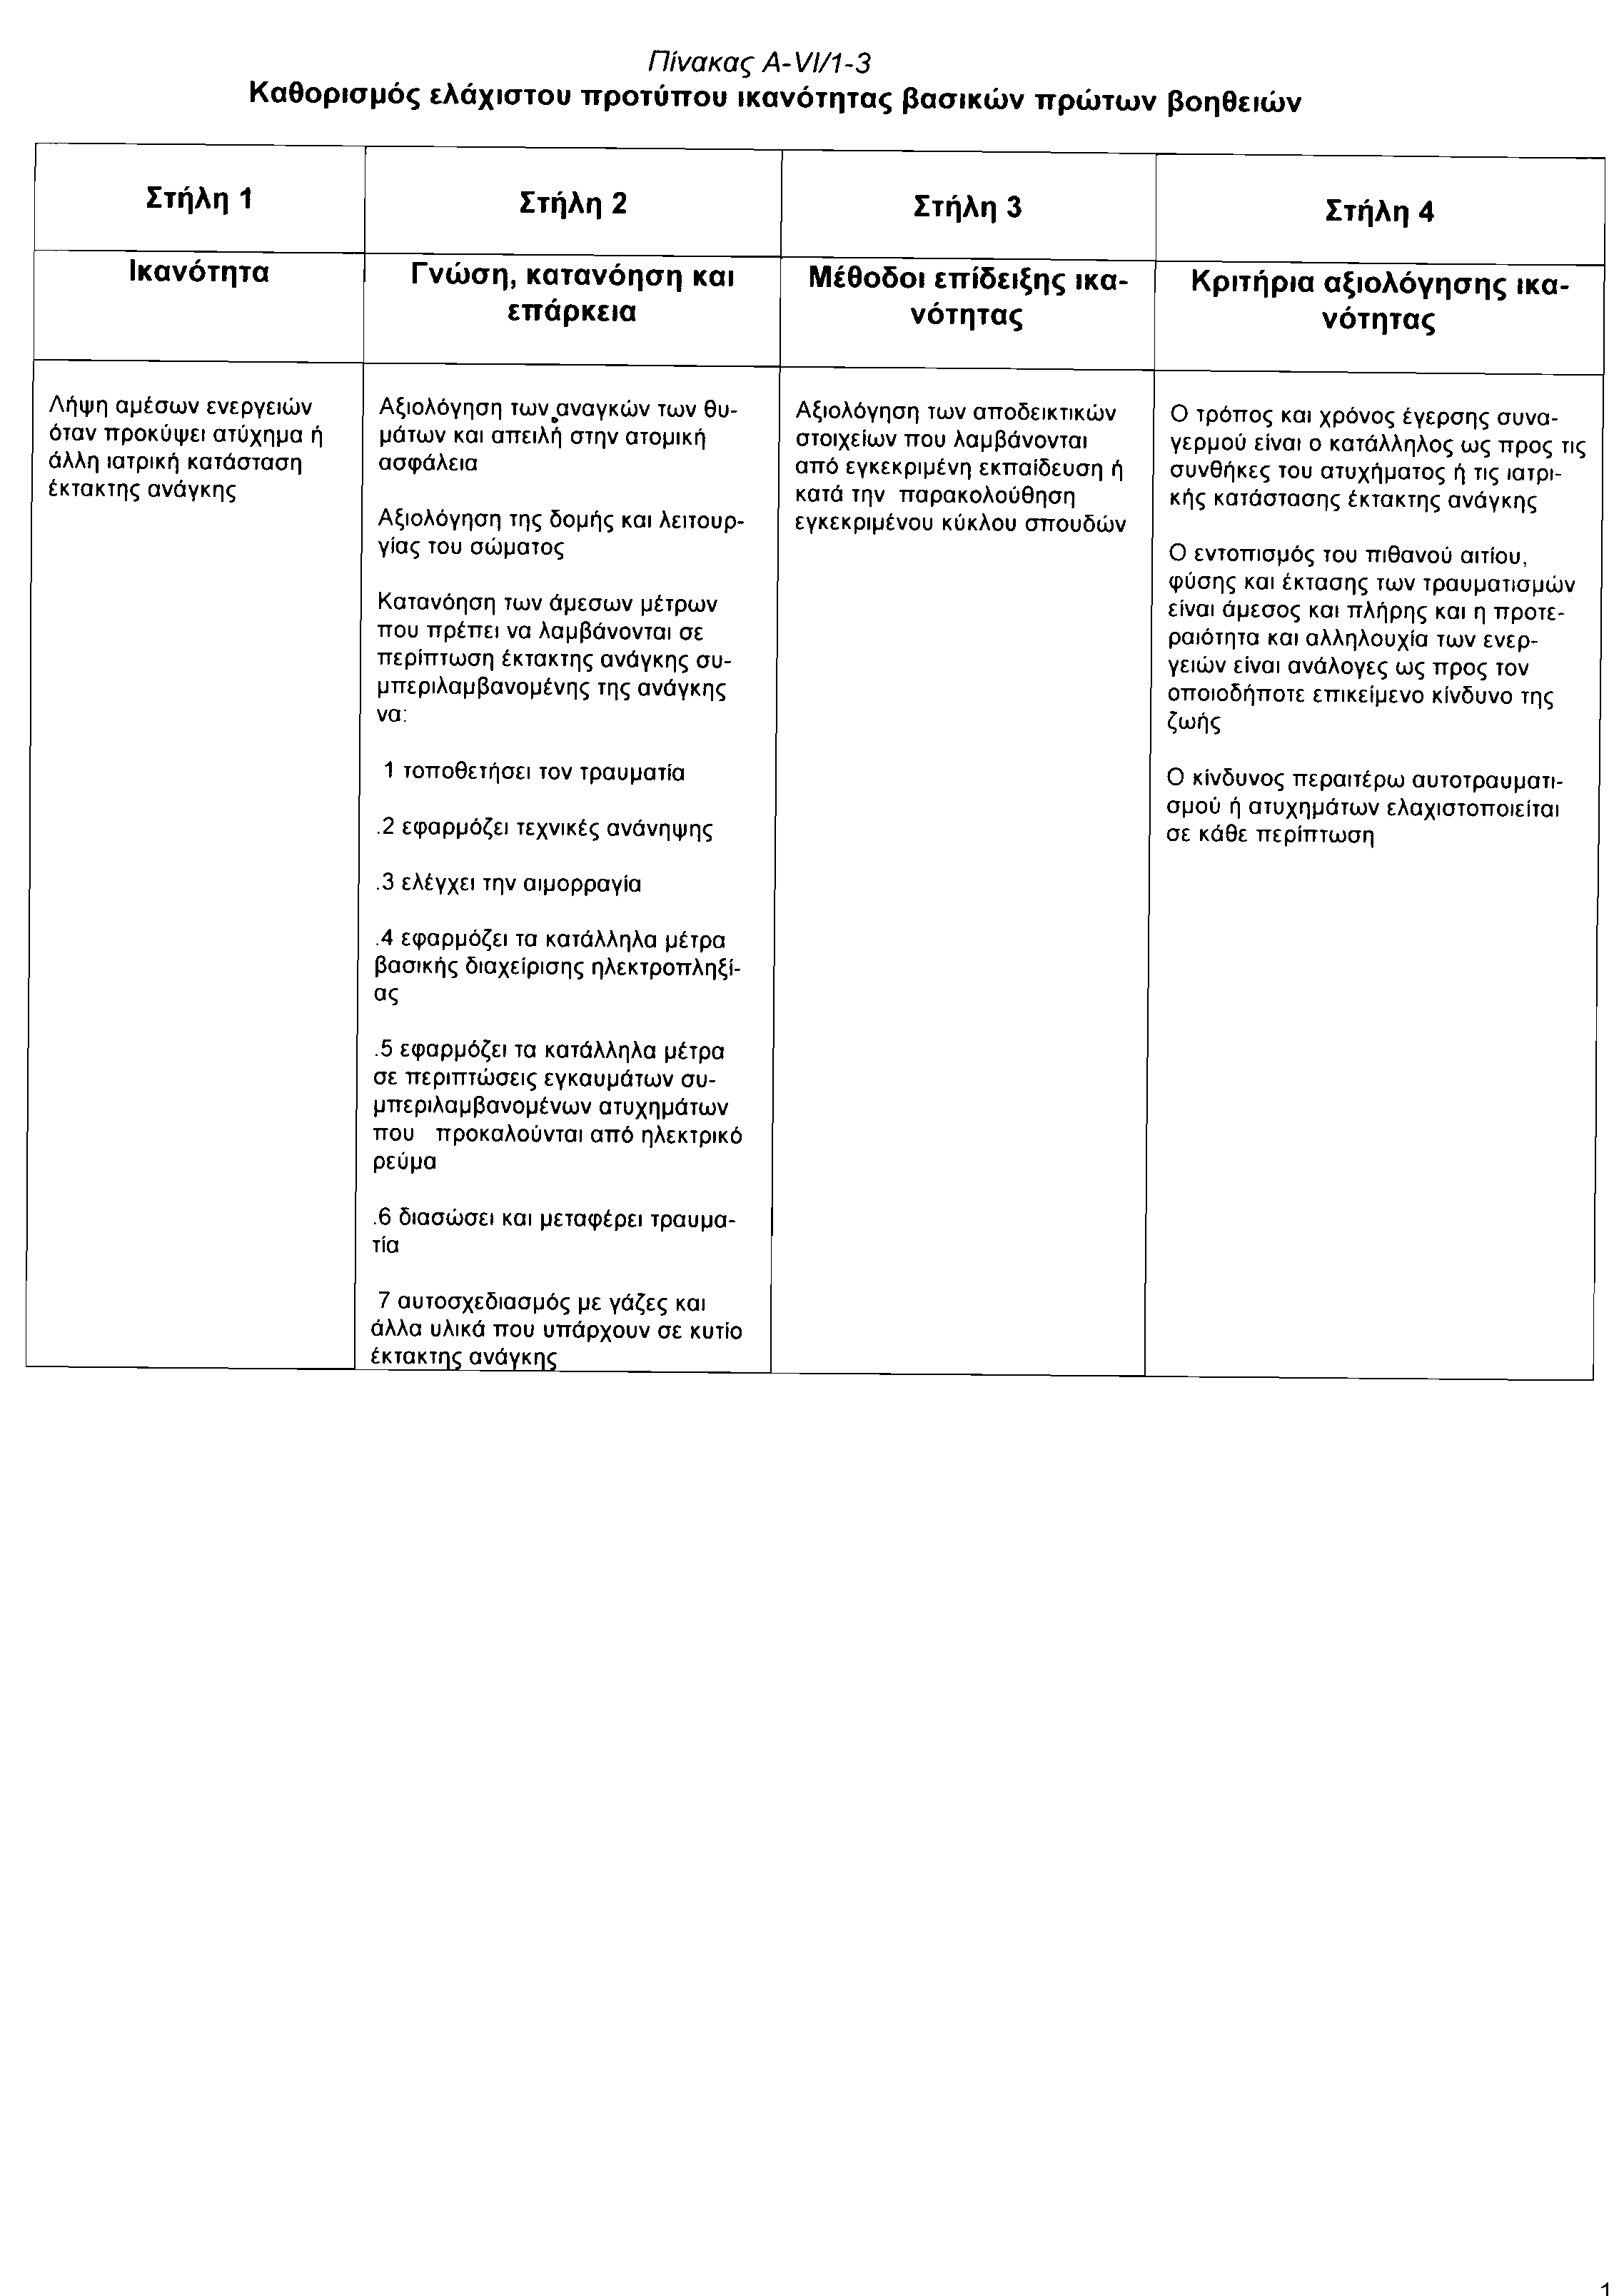 Πίνακας Α-VI/1-3
Καθορισμός ελάχιστου προτύπου ικανότητας βασικών πρώτων βοηθειών
Στήλη 1
Στήλη 2
Στήλη 3
Στήλη 4
Ικανότητα
Γνώση, κατανόηση και
επάρκεια
Μέθοδοι επίδειξης ικα-
νότητας
Κριτήρια αξιολόγησης ικα-
νότητας
Λήψη αμέσων ενεργειών
όταν προκύψει ατύχημα ή
άλλη ιατρική κατάσταση
έκτακτης ανάγκης
Αξιολόγηση των αναγκών των θυ-
μάτων και απειλή στην ατομική
ασφάλεια
Αξιολόγηση της δομής και λειτουρ-
γίας του σώματος
Κατανόηση των άμεσων μέτρων
που πρέπει να λαμβάνονται σε
περίπτωση έκτακτης ανάγκης συ-
μπεριλαμβανομένης της ανάγκης
να:
1 τοποθετήσει τον τραυματία
.2 εφαρμόζει τεχνικές ανάνηψης
.3 ελέγχει την αιμορραγία
.4 εφαρμόζει τα κατάλληλα μέτρα
βασικής διαχείρισης ηλεκτροπληξί-
ας
.5 εφαρμόζει τα κατάλληλα μέτρα
σε περιπτώσεις εγκαυμάτων συ-
μπεριλαμβανομένων ατυχημάτων
που προκαλούνται από ηλεκτρικό
ρεύμα
.6 διασώσει και μεταφέρει τραυμα-
τία
7 αυτοσχεδιασμός με γάζες και
άλλα υλικά που υπάρχουν σε κυτίο
έκτακτης ανάγκης
Αξιολόγηση των αποδεικτικών
στοιχείων που λαμβάνονται
από εγκεκριμένη εκπαίδευση ή
κατά την παρακολούθηση
εγκεκριμένου κύκλου σπουδών
Ο τρόπος και χρόνος έγερσης συνα-
γερμού είναι ο κατάλληλος ως προς τις
συνθήκες του ατυχήματος ή τις ιατρι-
κής κατάστασης έκτακτης ανάγκης
Ο εντοπισμός του πιθανού αιτίου,
φύσης και έκτασης των τραυματισμών
είναι άμεσος και πλήρης και η προτε-
ραιότητα και αλληλουχία των ενερ-
γειών είναι ανάλογες ως προς τον
οποιοδήποτε επικείμενο κίνδυνο της
ζωής
Ο κίνδυνος περαιτέρω αυτοτραυματι-
σμού ή ατυχημάτων ελαχιστοποιείται
σε κάθε περίπτωση
1